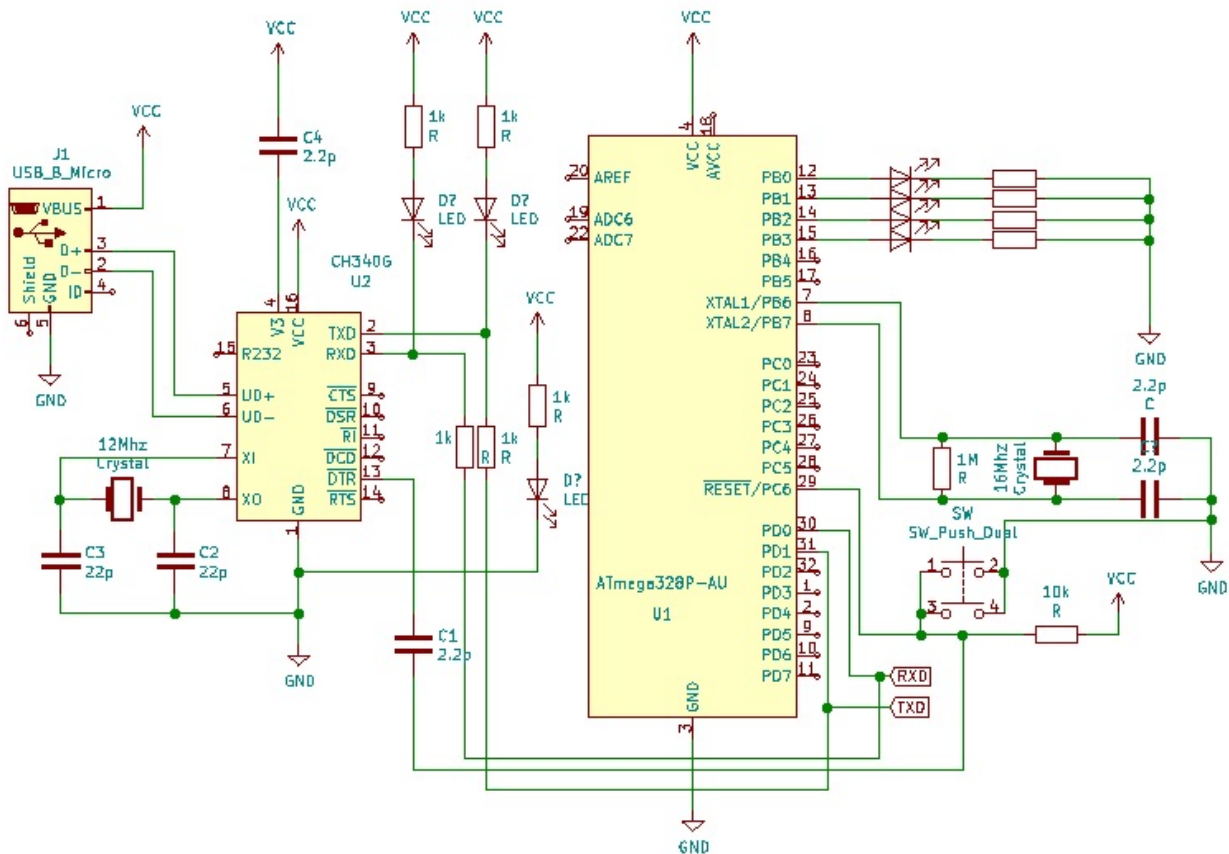 VCC
VCC
VCC
VCC
VCC
J1
USB_B_Micro
VBUS
1
D+
3
D-
2
ID
4
Shield
GND
6
5
GND
C4
2.2p
VCC
1k
R
1k
R
D?
LED
D?
LED
CH340G
U2
4
V3
16
VCC
TXD
2
RXD
3
15
R232
5
UD+
6
UD-
7
XI
8
XO
CTS
9
DSR
10
RI
11
DCD
12
DTR
13
RTS
14
GND
1
12Mhz
Crystal
C3
22p
C2
22p
GND
1k
R
1k
R
VCC
1k
R
D?
LED
C1
2.2p
4
VCC
18
AVCC
20
AREF
19
ADC6
22
ADC7
PB0
12
PB1
13
PB2
14
PB3
15
PB4
16
PB5
17
XTAL1/PB6
7
XTAL2/PB7
8
PC0
23
PC1
24
PC2
25
PC3
26
PC4
27
PC5
28
RESET/PC6
29
PD0
30
PD1
31
PD2
32
PD3
1
PD4
2
PD5
9
PD6
10
PD7
11
ATmega328P-AU
U1
GND
3
GND
GND
2.2p
C
2.2p
1M
R
16Mhz
Crystal
GND
SW
SW_Push_Dual
1
2
3
4
10k
R
VCC
RXD
TXD